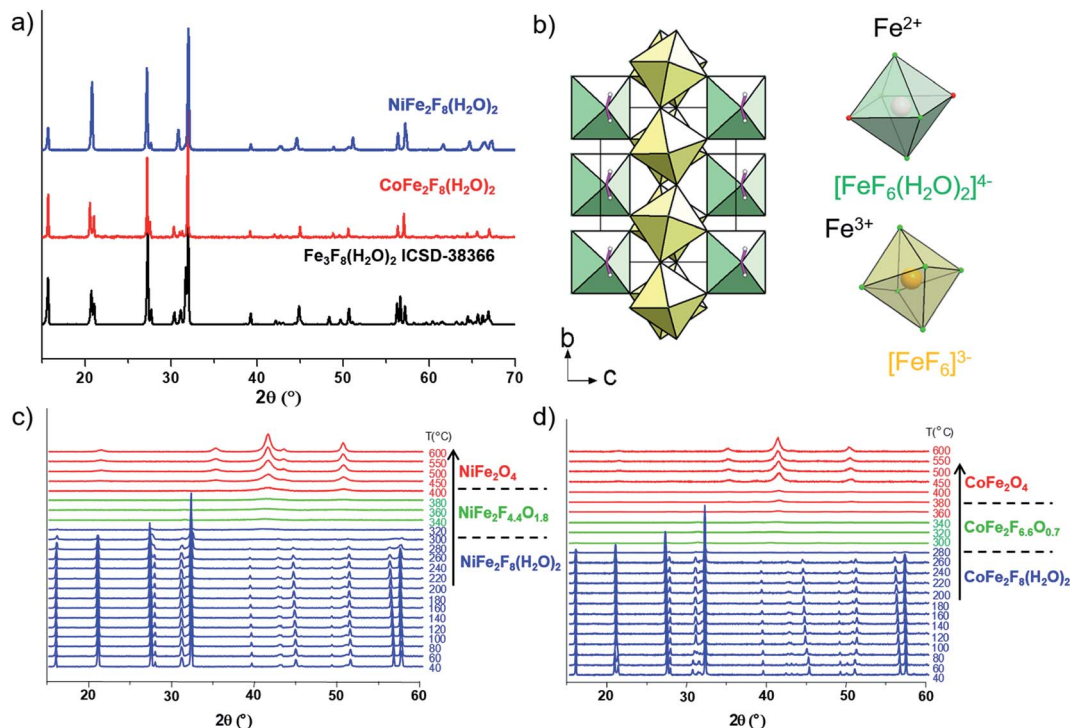 a)
NiFe2F8(H2O)2
CoFe2F8(H2O)2
Fe3F8(H2O)2 ICSD-38366
20 30 40 50 60 70
2θ (°)
b)
Fe2+
[FeF6(H2O)2]4-
Fe3+
[FeF6]3-
b
c
c)
T(°C)
600
550
500
450
400
380
360
340
320
300
280
260
240
220
200
180
160
140
120
100
80
60
40
NiFe2O4
NiFe2F4.4O1.8
NiFe2F8(H2O)2
20 30 40 50 60
2θ (°)
d)
T(°C)
600
550
500
450
400
380
360
340
320
300
280
260
240
220
200
180
160
140
120
100
80
60
40
CoFe2O4
CoFe2F6.6O0.7
CoFe2F8(H2O)2
20 30 40 50 60
2θ (°)